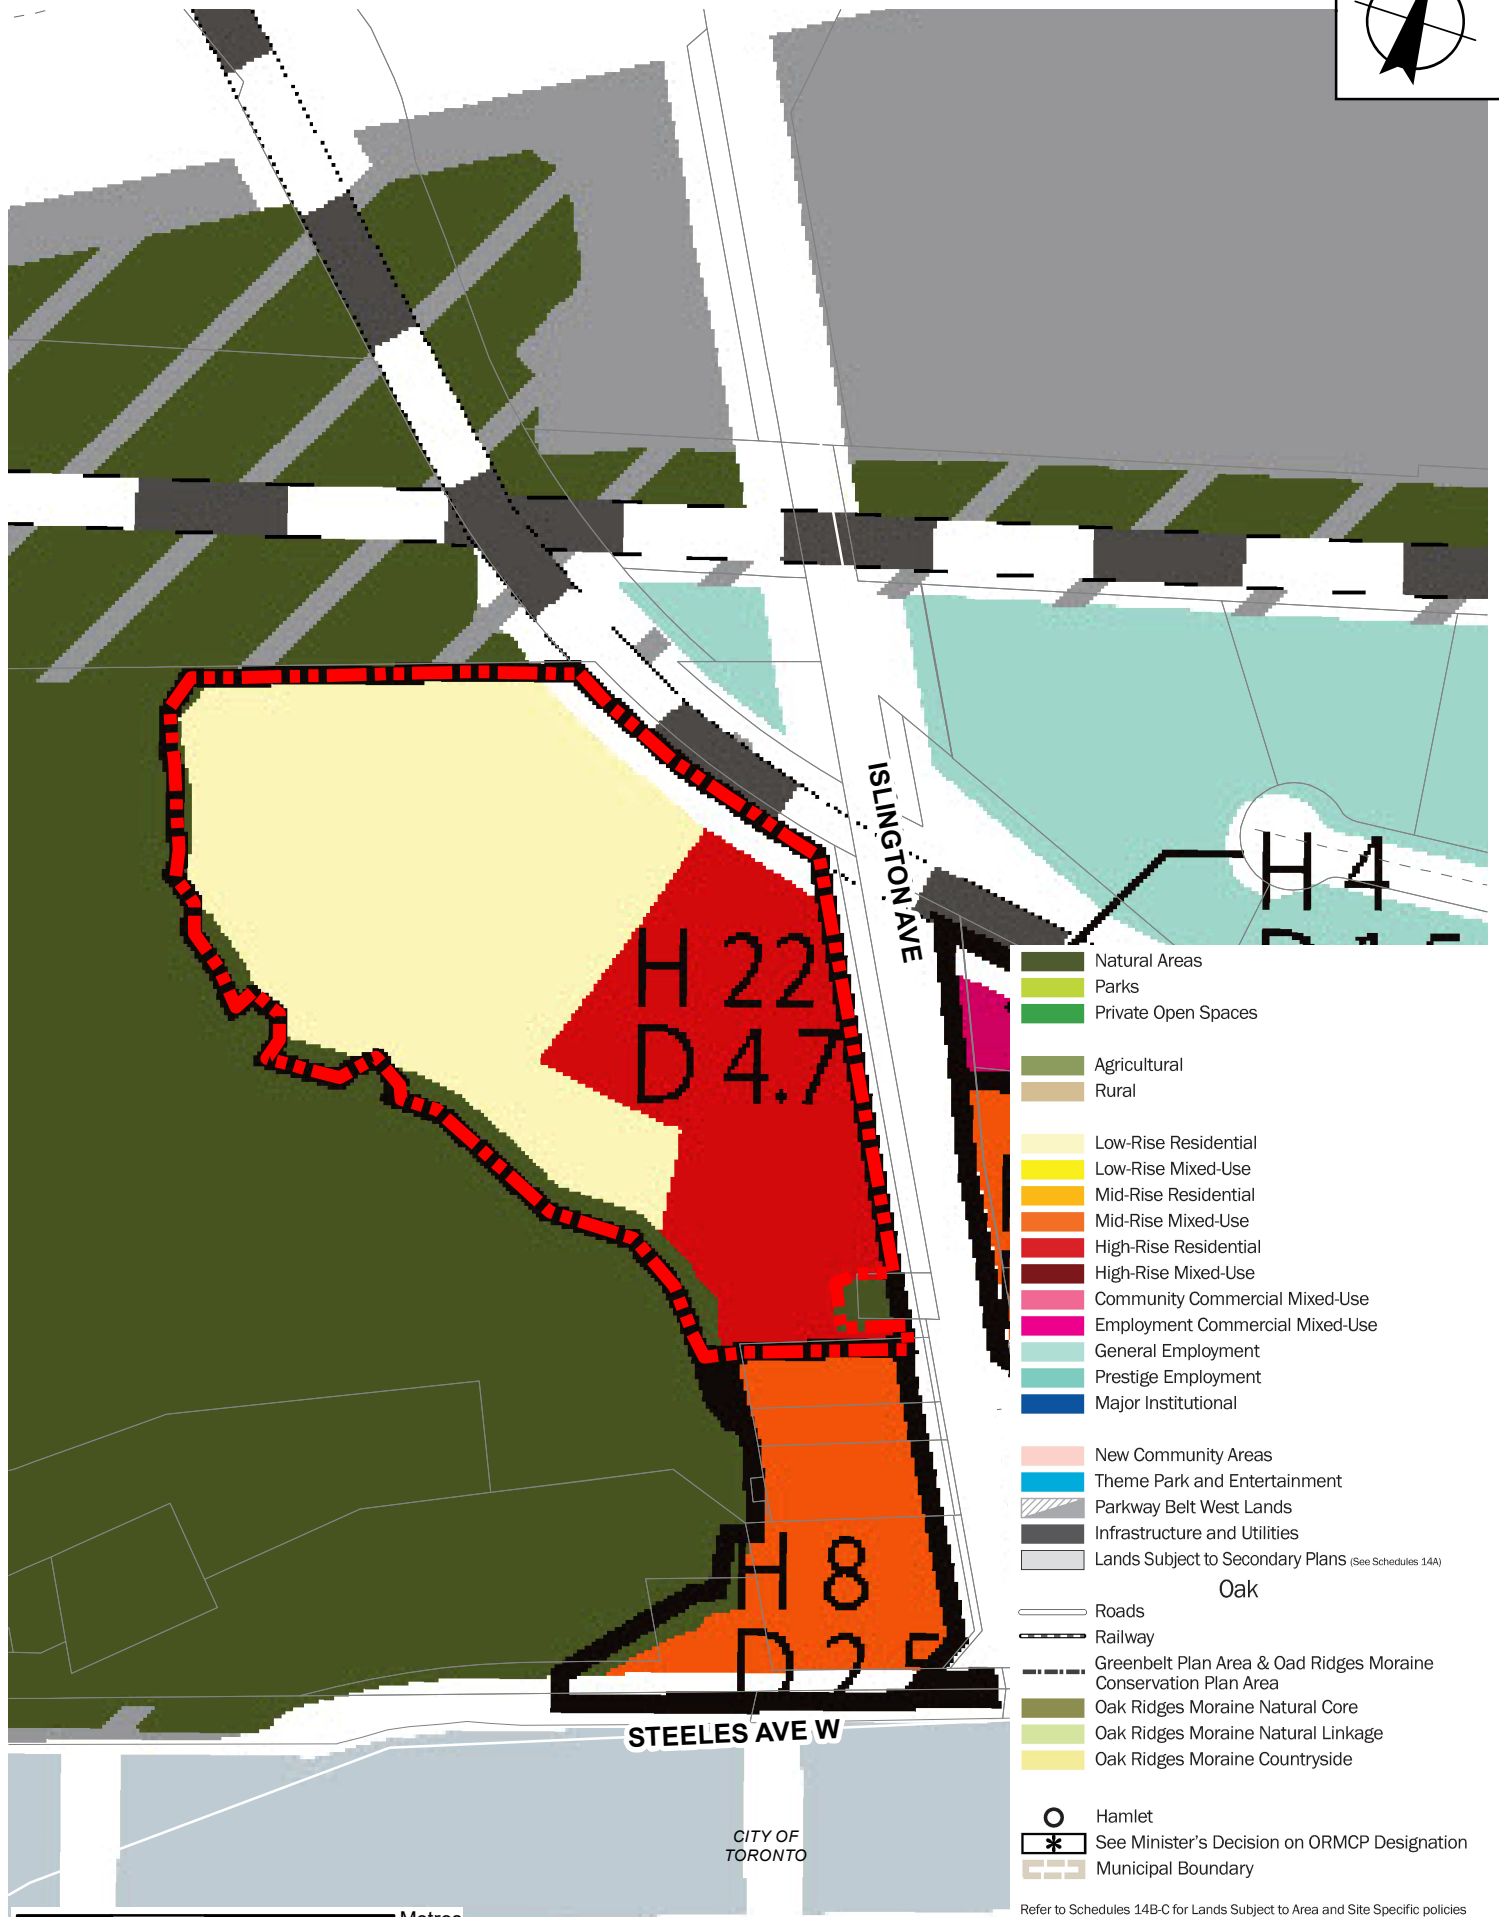 ISLINGTON AVE
H 4
H 22
D 4.7
H 8
STEELES AVE W
CITY OF
TORONTO
Natural Areas
Parks
Private Open Spaces
Agricultural
Rural
Low-Rise Residential
Low-Rise Mixed-Use
Mid-Rise Residential
Mid-Rise Mixed-Use
High-Rise Residential
High-Rise Mixed-Use
Community Commercial Mixed-Use
Employment Commercial Mixed-Use
General Employment
Prestige Employment
Major Institutional
New Community Areas
Theme Park and Entertainment
Parkway Belt West Lands
Infrastructure and Utilities
Lands Subject to Secondary Plans (See Schedules 14A)
Oak
Roads
Railway
Greenbelt Plan Area & Oad Ridges Moraine
Conservation Plan Area
Oak Ridges Moraine Natural Core
Oak Ridges Moraine Natural Linkage
Oak Ridges Moraine Countryside
Hamlet
See Minister's Decision on ORMCP Designation
Municipal Boundary
Refer to Schedules 14B-C for Lands Subject to Area and Site Specific policies